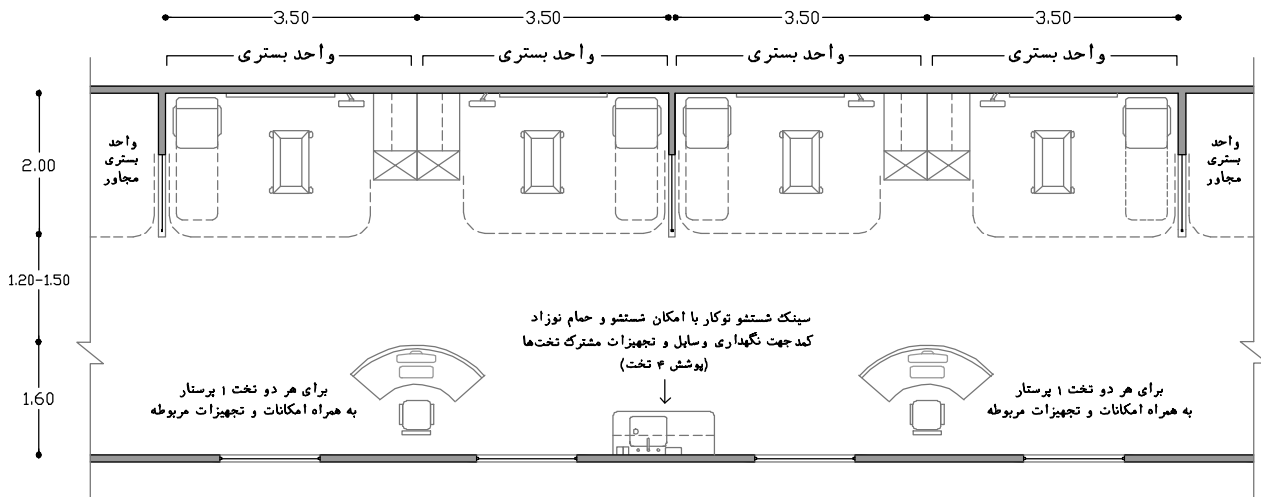 3.50 3.50 3.50 3.50
واحد بستری واحد بستری واحد بستری واحد بستری
واحد
بستری
مجاور
واحد
بستری
مجاور
2.00
1.20-1.50
1.60
سینک شستشو توکار با امکان شستشو و حمام نوزاد
کمد جهت نگهداری وسایل و تجهیزات مشترک تخت‌ها
(پوشش ۴ تخت)
برای هر دو تخت ۱ پرستار
به همراه امکانات و تجهیزات مربوطه
برای هر دو تخت ۱ پرستار
به همراه امکانات و تجهیزات مربوطه